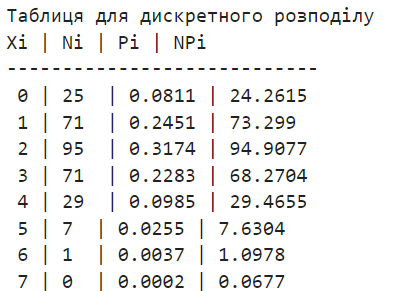 Таблиця для дискретного розподілу
Xi | Ni | Pi | NPi
----------------------------
0 | 25 | 0.0811 | 24.2615
1 | 71 | 0.2451 | 73.299
2 | 95 | 0.3174 | 94.9077
3 | 71 | 0.2283 | 68.2704
4 | 29 | 0.0985 | 29.4655
5 | 7 | 0.0255 | 7.6304
6 | 1 | 0.0037 | 1.0978
7 | 0 | 0.0002 | 0.0677